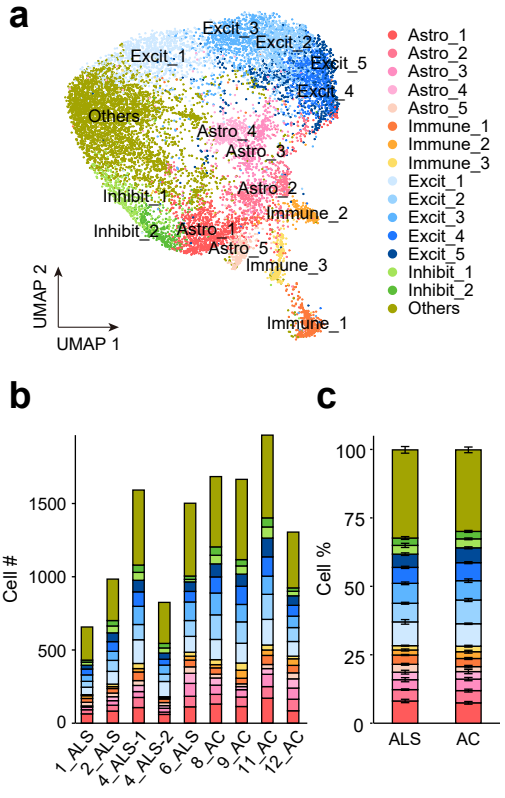 a
Excit_3
Excit_2
Excit_1
Excit_5
Excit_4
Others
Astro_4
Astro_3
Astro_2
Inhibit_1
Immune_2
Inhibit_2
Astro_1
Astro_5
Immune_3
Immune_1
UMAP 2
UMAP 1
Astro_1
Astro_2
Astro_3
Astro_4
Astro_5
Immune_1
Immune_2
Immune_3
Excit_1
Excit_2
Excit_3
Excit_4
Excit_5
Inhibit_1
Inhibit_2
Others
b
Cell #
1500
1000
500
0
1_ALS
2_ALS
4_ALS-1
4_ALS-2
6_ALS
8_AC
9_AC
11_AC
12_AC
c
Cell %
100
75
50
25
0
ALS
AC